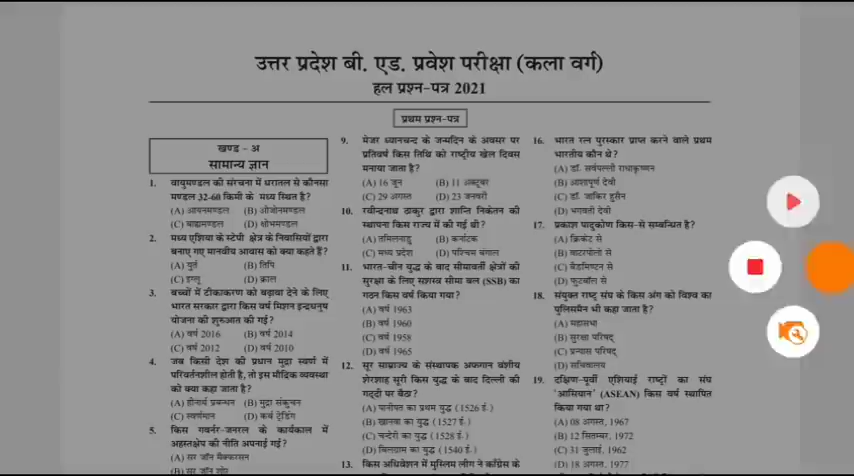 उत्तर प्रदेश बी. एड. प्रवेश परीक्षा (कला वर्ग)
हल प्रश्न-पत्र 2021
प्रथम प्रश्न-पत्र
खण्ड - अ
सामान्य ज्ञान
1. वायुमण्डल की संरचना में धरातल से कौनसा
मण्डल 32-60 किमी के मध्य स्थित है?
(A) आयनमण्डल (B) ओजोनमण्डल
(C) बाह्यमण्डल (D) क्षोभमण्डल
2. मध्य एशिया के स्टेपी क्षेत्र के निवासियों द्वारा
बनाए गए मानवीय आवास को क्या कहते हैं?
(A) युर्त (B) तिपि
(C) इग्लू (D) क्राल
3. बच्चों में टीकाकरण को बढ़ावा देने के लिए
भारत सरकार द्वारा किस वर्ष मिशन इन्द्रधनुष
योजना की शुरूआत की गई?
(A) वर्ष 2016 (B) वर्ष 2014
(C) वर्ष 2012 (D) वर्ष 2010
4. जब किसी देश की प्रधान मुद्रा स्वर्ण में
परिवर्तनशील होती है, तो इस मौद्रिक व्यवस्था
को क्या कहा जाता है?
(A) हीनार्थ प्रबन्धन (B) मुद्रा संकुचन
(C) स्वर्णमान (D) कर्व ट्रेडिंग
5. किस गवर्नर-जनरल के कार्यकाल में
अहस्तक्षेप की नीति अपनाई गई?
(A) सर जॉन मैक्फरसन
(B) सर जॉन शोर
9. मेजर ध्यानचन्द के जन्मदिन के अवसर पर
प्रतिवर्ष किस तिथि को राष्ट्रीय खेल दिवस
मनाया जाता है?
(A) 16 जून (B) 11 अक्टूबर
(C) 29 अगस्त (D) 23 जनवरी
10. रवीन्द्रनाथ ठाकुर द्वारा शान्ति निकेतन की
स्थापना किस राज्य में की गई थी?
(A) तमिलनाडु (B) कर्नाटक
(C) मध्य प्रदेश (D) पश्चिम बंगाल
11. भारत-चीन युद्ध के बाद सीमावर्ती क्षेत्रों की
सुरक्षा के लिए सशस्त्र सीमा बल (SSB) का
गठन किस वर्ष किया गया?
(A) वर्ष 1963
(B) वर्ष 1960
(C) वर्ष 1958
(D) वर्ष 1965
12. सूर साम्राज्य के संस्थापक अफगान वंशीय
शेरशाह सूरी किस युद्ध के बाद दिल्ली की
गद्दी पर बैठा?
(A) पानीपत का प्रथम युद्ध (1526 ई.)
(B) खानवा का युद्ध (1527 ई.)
(C) चन्देरी का युद्ध (1528 ई.)
(D) बिलग्राम का युद्ध (1540 ई.)
13. किस अधिवेशन में मुस्लिम लीग ने काँग्रेस के
16. भारत रत्न पुरस्कार प्राप्त करने वाले प्रथम
भारतीय कौन थे?
(A) डॉ. सर्वपल्ली राधाकृष्णन
(B) आशापूर्ण देवी
(C) डॉ. जाकिर हुसैन
(D) भगवती देवी
17. प्रकाश पादुकोण किस-से सम्बन्धित है?
(A) क्रिकेट से
(B) वाटरपोलो से
(C) बैडमिण्टन से
(D) फुटबॉल से
18. संयुक्त राष्ट्र संघ के किस अंग को विश्व का
पुलिसमैन भी कहा जाता है?
(A) महासभा
(B) सुरक्षा परिषद्
(C) प्रन्यास परिषद्
(D) सचिवालय
19. दक्षिण-पूर्वी एशियाई राष्ट्रों का संघ
'आसियान' (ASEAN) किस वर्ष स्थापित
किया गया था?
(A) 08 अगस्त, 1967
(B) 12 सितम्बर, 1972
(C) 31 जुलाई, 1962
(D) 18 अगस्त, 1977